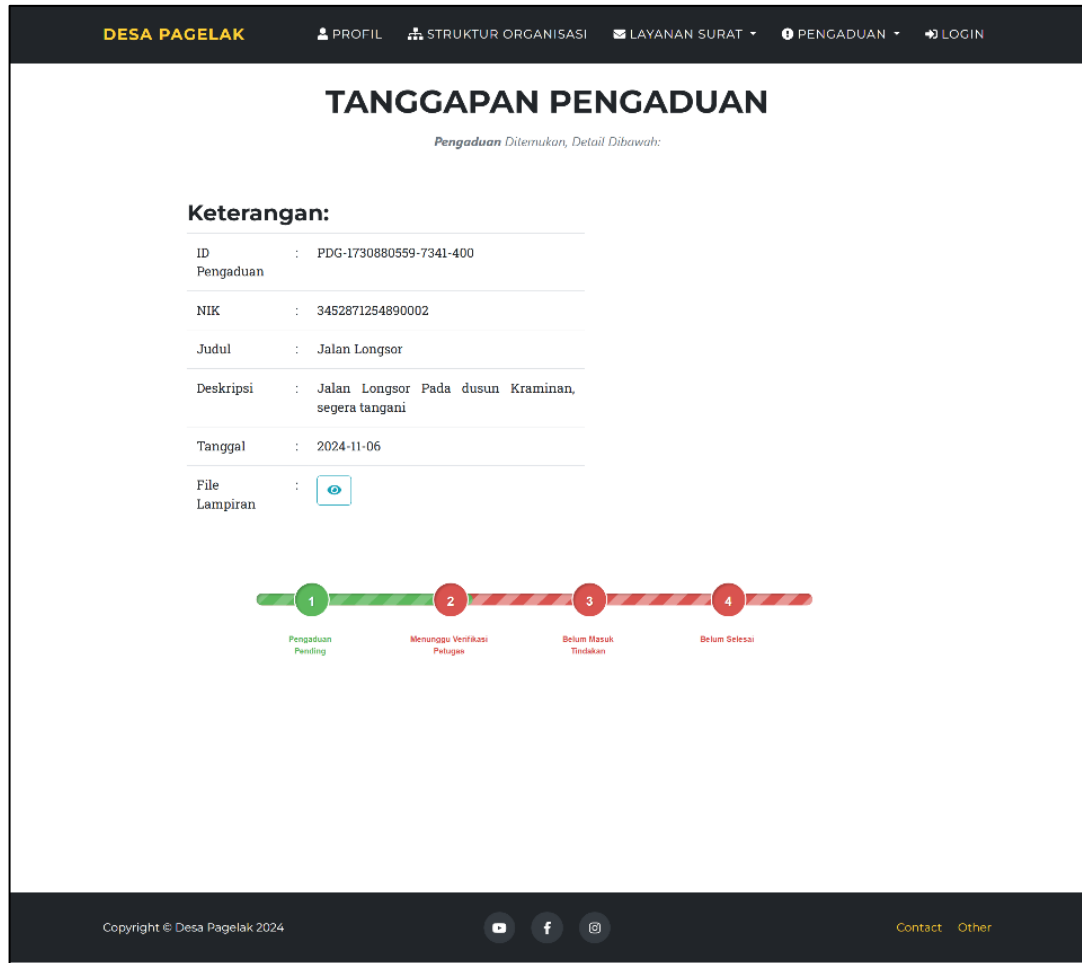 DESA PAGELAK PROFIL STRUKTUR ORGANISASI LAYANAN SURAT PENGADUAN LOGIN
TANGGAPAN PENGADUAN
Pengaduan Ditemukan, Detail Dibawah:
Keterangan:
ID Pengaduan : PDG-1730880559-7341-400
NIK : 3452871254890002
Judul : Jalan Longsor
Deskripsi : Jalan Longsor Pada dusun Kraminan,
segera tangani
Tanggal : 2024-11-06
File Lampiran :
1 2 3 4
Pengaduan Pending
Menunggu Verifikasi Petugas
Belum Masuk Tindakan
Belum Selesai
Copyright © Desa Pagelak 2024 Contact Other